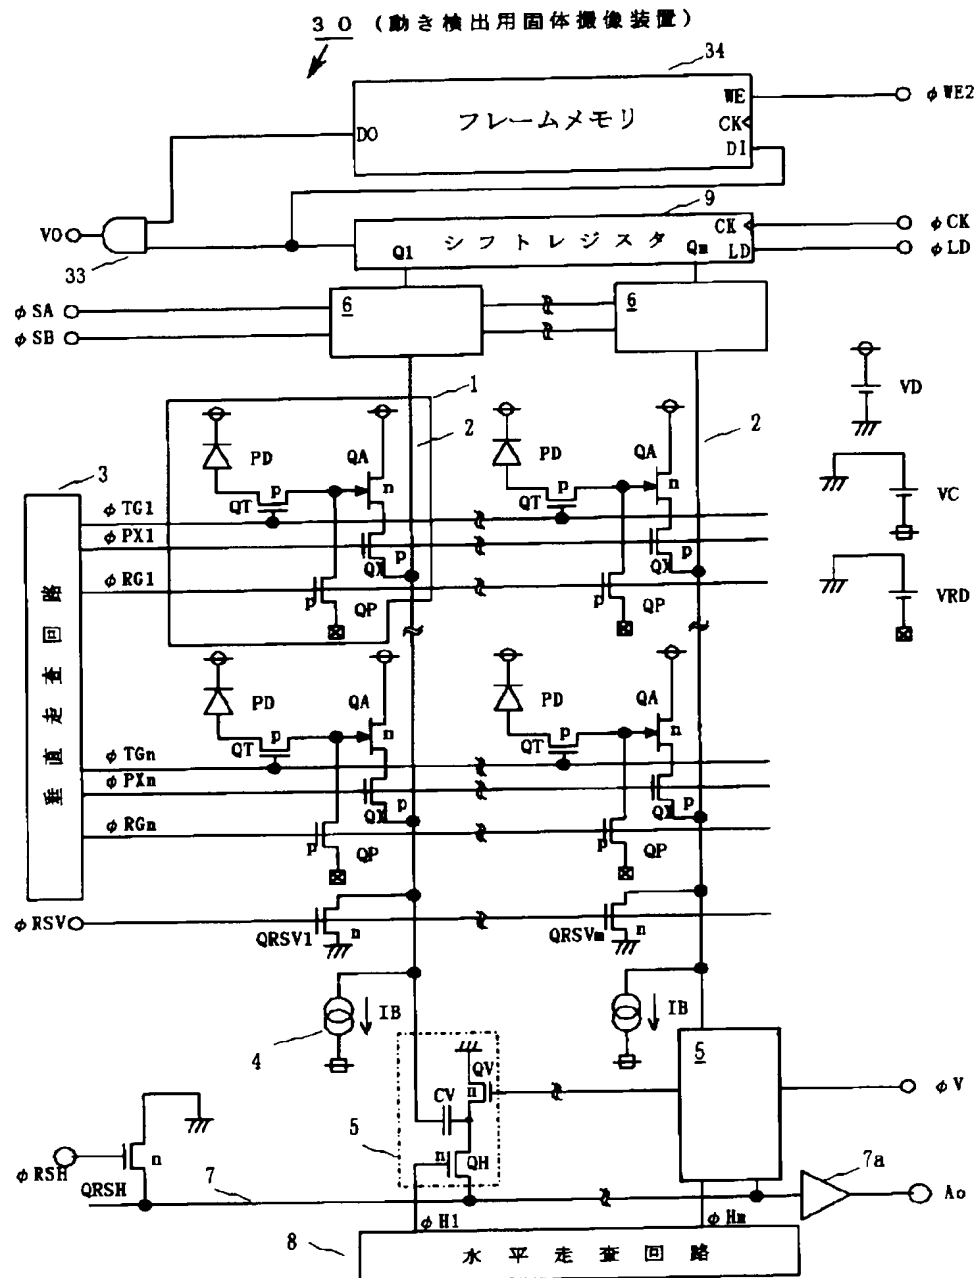 30 (動き検出用固体撮像装置)
34
WE
φWE2
フレームメモリ
CK
DO
DI
9
VO
CK
φCK
シフトレジスタ
Q1
Qm
LD
φLD
33
φSA
6
6
φSB
1
VD
2
2
PD
QA
PD
QA
3
p
n
p
n
VC
QT
QT
φTG1
φPX1
p
p
QX
QX
φRG1
VRD
p
QP
p
QP
垂直走査回路
PD
QA
PD
QA
p
n
p
n
QT
QT
φTGn
φPXn
p
p
QX
QX
φRGn
p
QP
p
QP
φRSV
QRSV1
n
QRSVm
n
IB
IB
4
5
QV
CV
n
φV
5
n
QH
n
7a
φRSH
QRSH
7
Ao
φH1
φHm
8
水平走査回路